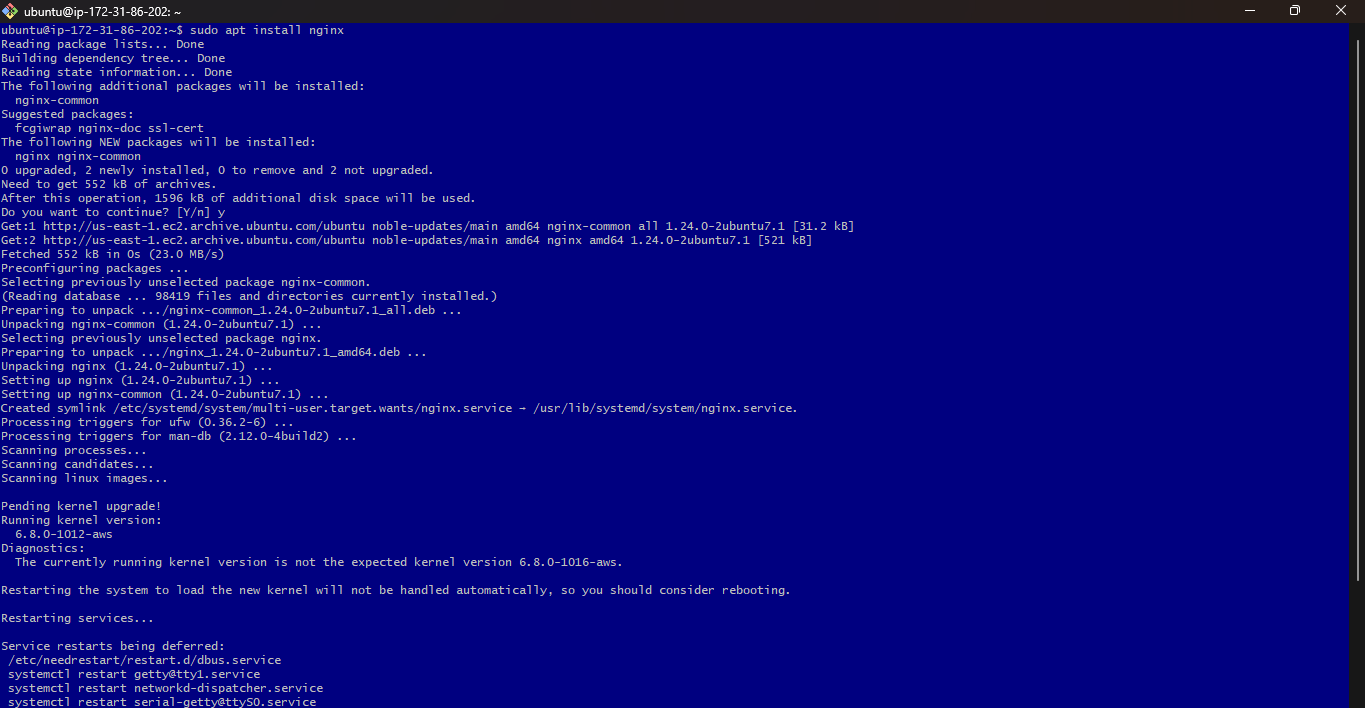 ubuntu@ip-172-31-86-202: ~
ubuntu@ip-172-31-86-202:~$ sudo apt install nginx
Reading package lists... Done
Building dependency tree... Done
Reading state information... Done
The following additional packages will be installed:
  nginx-common
Suggested packages:
  fcgiwrap nginx-doc ssl-cert
The following NEW packages will be installed:
  nginx nginx-common
0 upgraded, 2 newly installed, 0 to remove and 2 not upgraded.
Need to get 552 kB of archives.
After this operation, 1596 kB of additional disk space will be used.
Do you want to continue? [Y/n] y
Get:1 http://us-east-1.ec2.archive.ubuntu.com/ubuntu noble-updates/main amd64 nginx-common all 1.24.0-2ubuntu7.1 [31.2 kB]
Get:2 http://us-east-1.ec2.archive.ubuntu.com/ubuntu noble-updates/main amd64 nginx amd64 1.24.0-2ubuntu7.1 [521 kB]
Fetched 552 kB in 0s (23.0 MB/s)
Preconfiguring packages ...
Selecting previously unselected package nginx-common.
(Reading database ... 98419 files and directories currently installed.)
Preparing to unpack .../nginx-common_1.24.0-2ubuntu7.1_all.deb ...
Unpacking nginx-common (1.24.0-2ubuntu7.1) ...
Selecting previously unselected package nginx.
Preparing to unpack .../nginx_1.24.0-2ubuntu7.1_amd64.deb ...
Unpacking nginx (1.24.0-2ubuntu7.1) ...
Setting up nginx (1.24.0-2ubuntu7.1) ...
Setting up nginx-common (1.24.0-2ubuntu7.1) ...
Created symlink /etc/systemd/system/multi-user.target.wants/nginx.service → /usr/lib/systemd/system/nginx.service.
Processing triggers for ufw (0.36.2-6) ...
Processing triggers for man-db (2.12.0-4build2) ...
Scanning processes...
Scanning candidates...
Scanning linux images...
Pending kernel upgrade!
Running kernel version:
  6.8.0-1012-aws
Diagnostics:
  The currently running kernel version is not the expected kernel version 6.8.0-1016-aws.
Restarting the system to load the new kernel will not be handled automatically, so you should consider rebooting.
Restarting services...
Service restarts being deferred:
 /etc/needrestart/restart.d/dbus.service
 systemctl restart getty@tty1.service
 systemctl restart networkd-dispatcher.service
 systemctl restart serial-getty@ttyS0.service